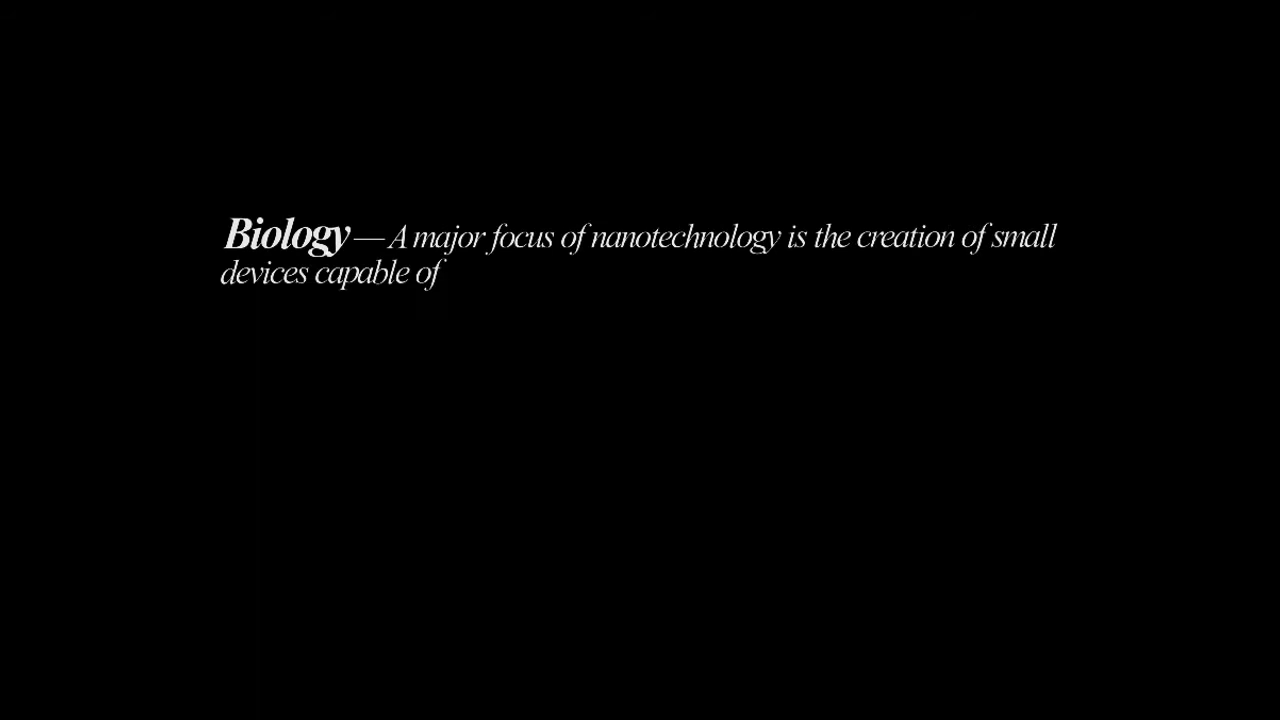 Biology — A major focus of nanotechnology is the creation of small
devices capable of